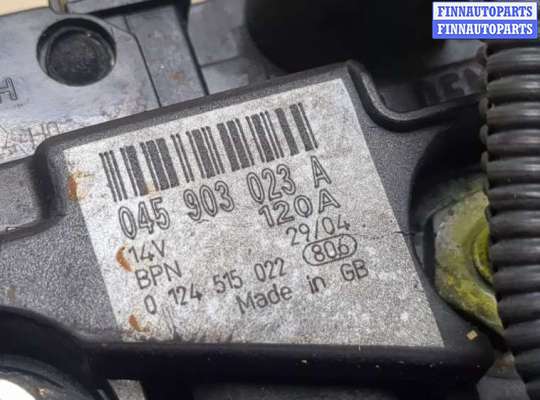 FINNAUTOPARTS
FINNAUTOPARTS
045 903 023 A
14V 120A
BPN 29/04
0 124 515 022 806
Made in GB